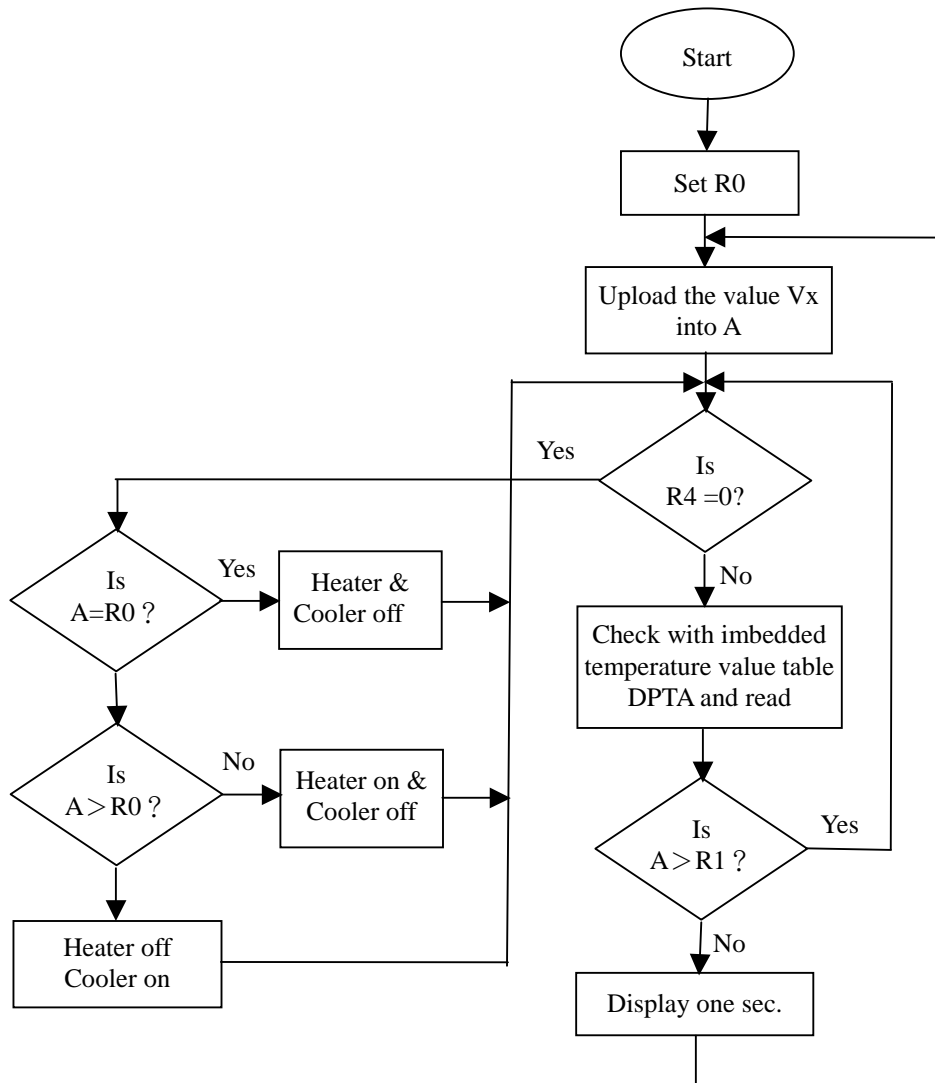 Start
Set R0
Upload the value Vx
into A
Yes
Is
R4 =0?
No
Is
A=R0？
Yes
Heater &
Cooler off
Check with imbedded
temperature value table
DPTA and read
Is
A＞R0？
No
Heater on &
Cooler off
Is
A＞R1？
Yes
No
Heater off
Cooler on
Display one sec.